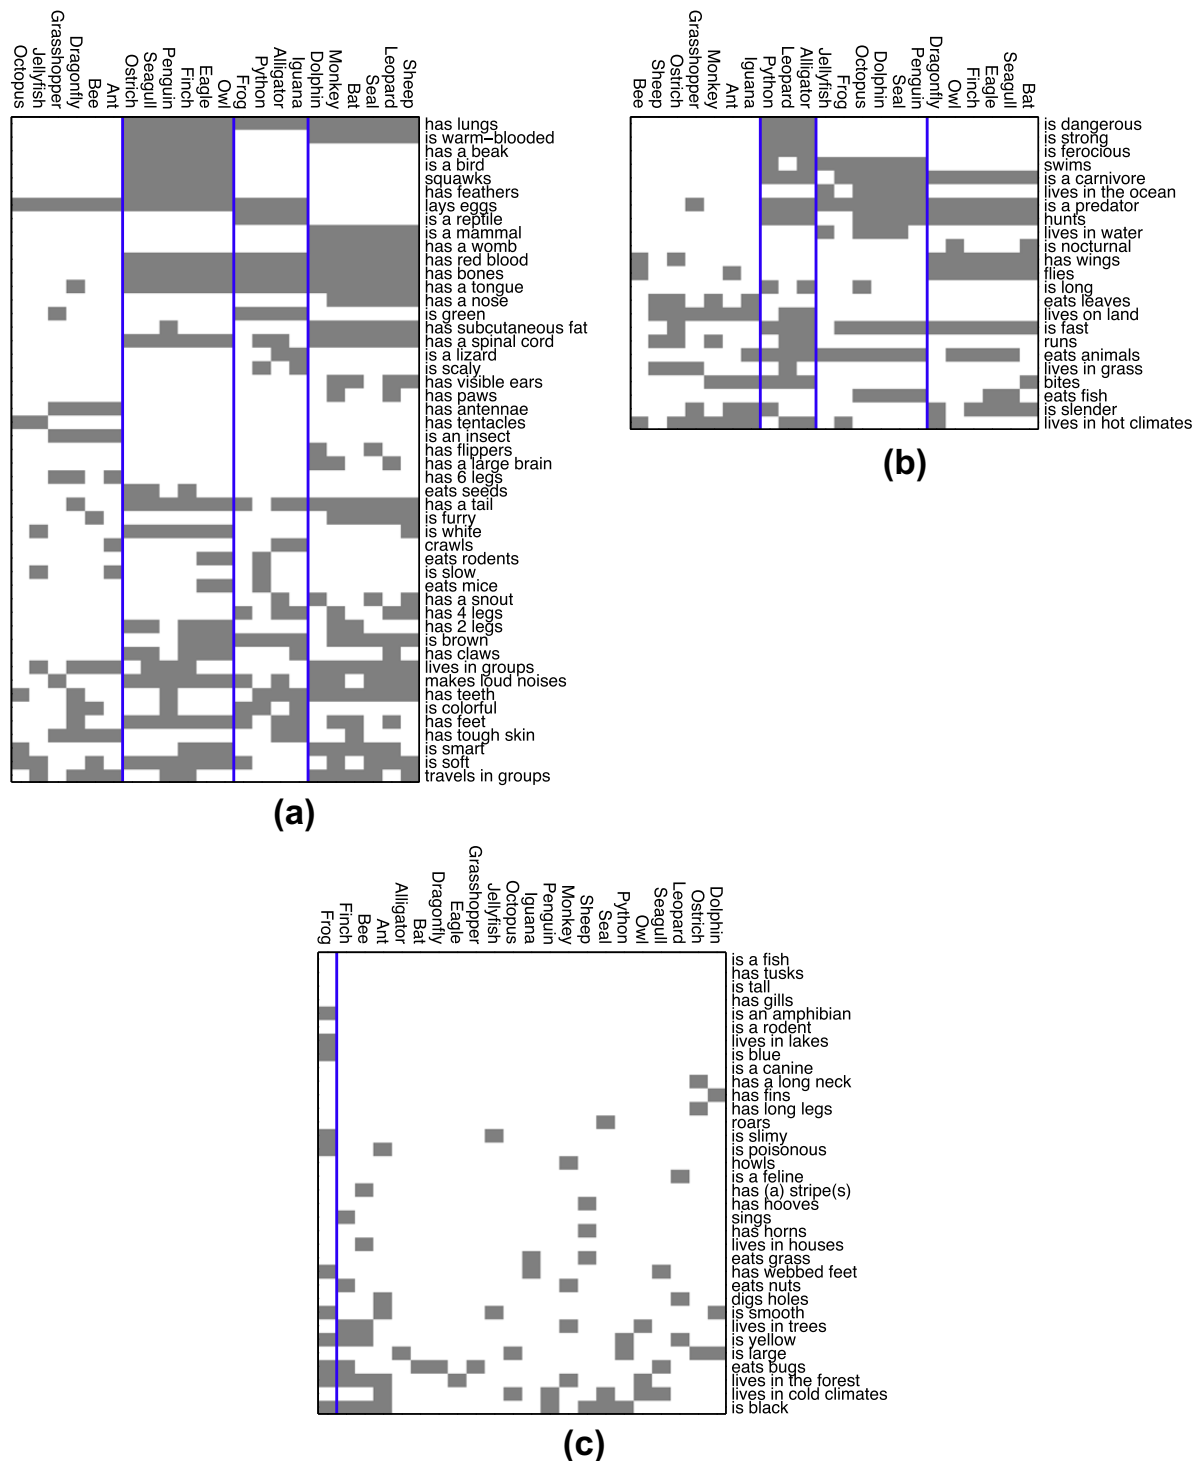 Octopus
Jellyfish
Grasshopper
Dragonfly
Bee
Ant
Ostrich
Seagull
Penguin
Finch
Eagle
Owl
Frog
Python
Alligator
Iguana
Dolphin
Monkey
Bat
Seal
Leopard
Sheep
has lungs
is warm-blooded
has a beak
is a bird
squawks
has feathers
lays eggs
is a reptile
is a mammal
has a womb
has red blood
has bones
has a tongue
has a nose
is green
has subcutaneous fat
has a spinal cord
is a lizard
is scaly
has visible ears
has paws
has antennae
has tentacles
is an insect
has flippers
has a large brain
has 6 legs
eats seeds
has a tail
is furry
is white
crawls
eats rodents
is slow
eats mice
has a snout
has 4 legs
has 2 legs
is brown
has claws
lives in groups
makes loud noises
has teeth
is colorful
has feet
has tough skin
is smart
is soft
travels in groups
(a)
Bee
Sheep
Ostrich
Grasshopper
Monkey
Ant
Iguana
Python
Leopard
Alligator
Jellyfish
Frog
Octopus
Dolphin
Seal
Penguin
Dragonfly
Owl
Finch
Eagle
Seagull
Bat
is dangerous
is strong
is ferocious
swims
is a carnivore
lives in the ocean
is a predator
hunts
lives in water
is nocturnal
has wings
flies
is long
eats leaves
lives on land
is fast
runs
eats animals
lives in grass
bites
eats fish
is slender
lives in hot climates
(b)
Frog
Finch
Bee
Ant
Alligator
Bat
Dragonfly
Eagle
Grasshopper
Jellyfish
Octopus
Iguana
Penguin
Monkey
Sheep
Seal
Python
Owl
Seagull
Leopard
Ostrich
Dolphin
is a fish
has tusks
is tall
has gills
is an amphibian
is a rodent
lives in lakes
is blue
is a canine
has a long neck
has fins
has long legs
roars
is slimy
is poisonous
howls
is a feline
has (a) stripe(s)
has hooves
sings
has horns
lives in houses
eats grass
has webbed feet
eats nuts
digs holes
is smooth
lives in trees
is yellow
is large
eats bugs
lives in the forest
lives in cold climates
is black
(c)